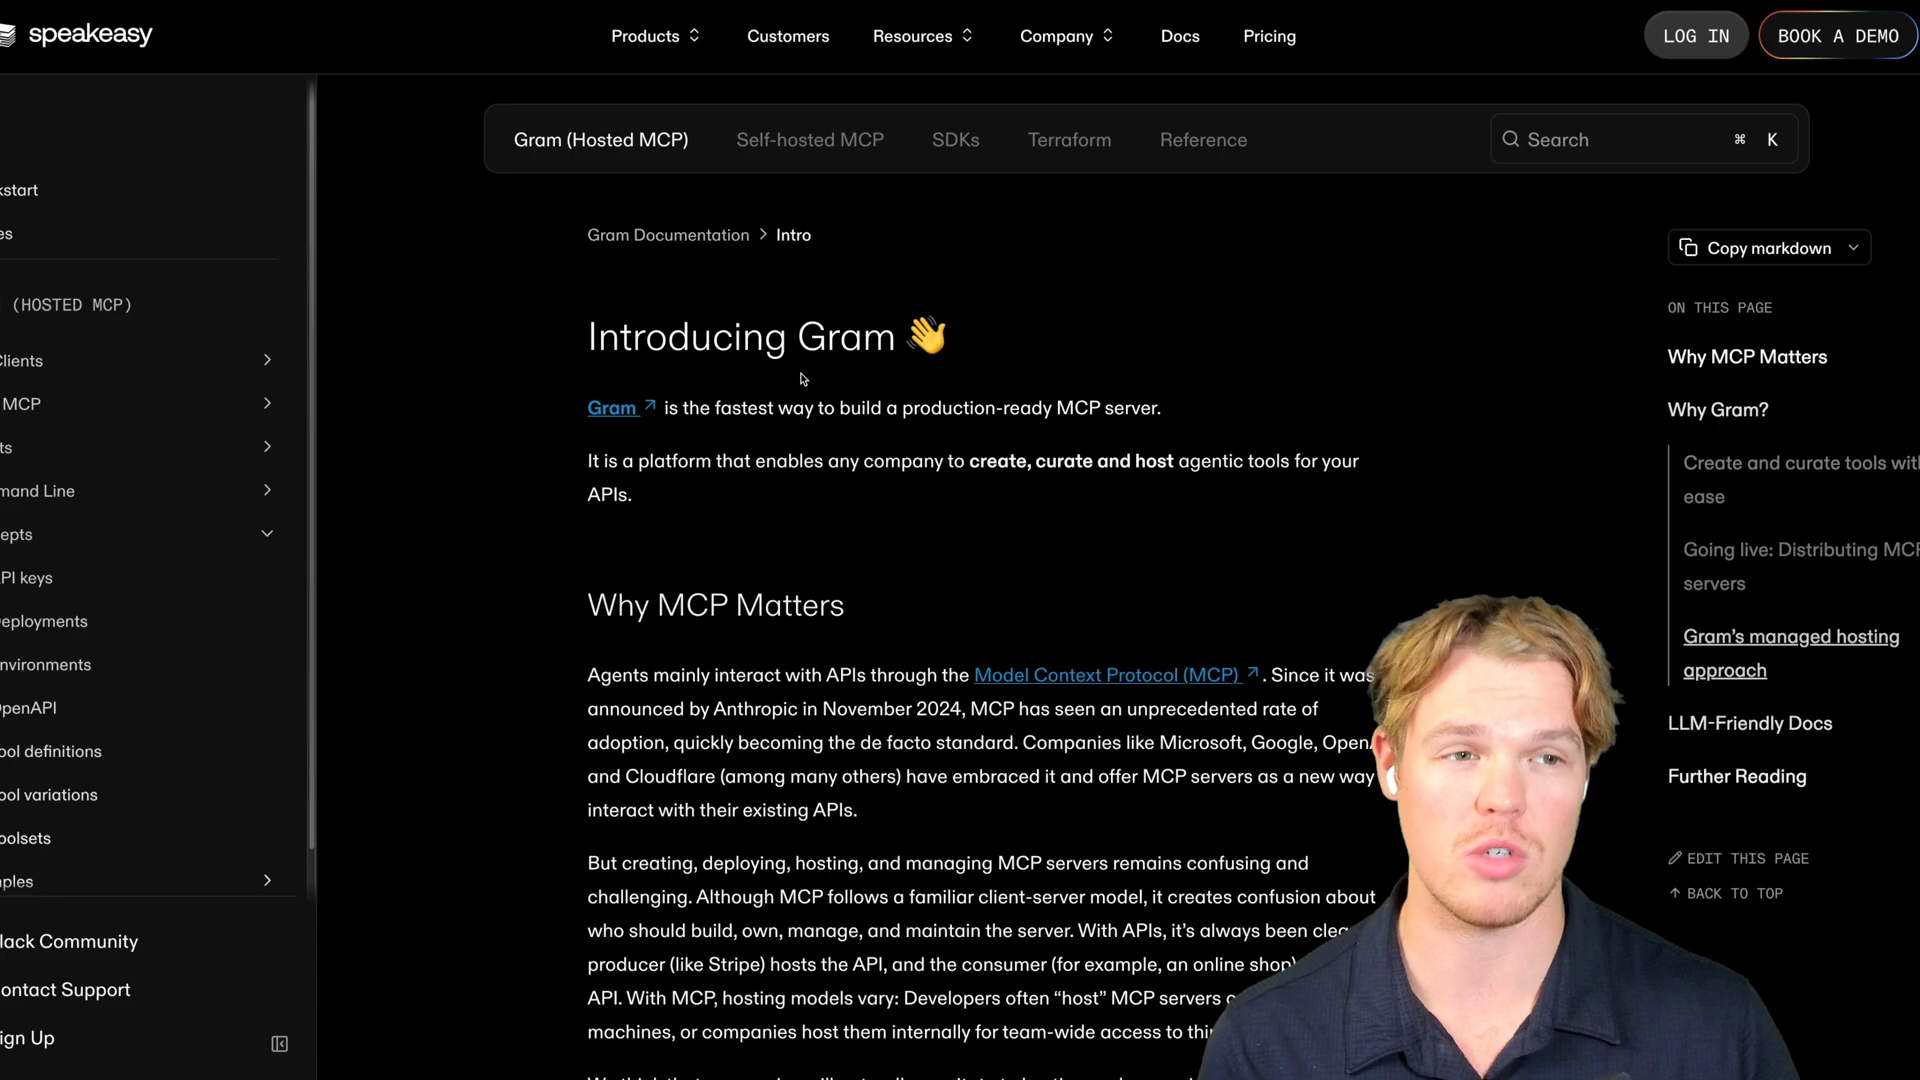 speakeasy
Products
Customers
Resources
Company
Docs
Pricing
LOG IN
BOOK A DEMO
Gram (Hosted MCP)
Self-hosted MCP
SDKs
Terraform
Reference
Search
⌘ K
kstart
es
(HOSTED MCP)
Clients
MCP
ts
mand Line
epts
PI keys
eployments
nvironments
OpenAPI
ool definitions
ool variations
oolsets
mples
lack Community
ontact Support
ign Up
Gram Documentation > Intro
Introducing Gram 👋
Gram ↗ is the fastest way to build a production-ready MCP server.
It is a platform that enables any company to create, curate and host agentic tools for your
APIs.
Why MCP Matters
Agents mainly interact with APIs through the Model Context Protocol (MCP) ↗. Since it was
announced by Anthropic in November 2024, MCP has seen an unprecedented rate of
adoption, quickly becoming the de facto standard. Companies like Microsoft, Google, Open
and Cloudflare (among many others) have embraced it and offer MCP servers as a new way
interact with their existing APIs.
But creating, deploying, hosting, and managing MCP servers remains confusing and
challenging. Although MCP follows a familiar client-server model, it creates confusion about
who should build, own, manage, and maintain the server. With APIs, it's always been clea
producer (like Stripe) hosts the API, and the consumer (for example, an online shop)
API. With MCP, hosting models vary: Developers often “host” MCP servers o
machines, or companies host them internally for team-wide access to thi
Copy markdown
ON THIS PAGE
Why MCP Matters
Why Gram?
Create and curate tools with
ease
Going live: Distributing MCP
servers
Gram's managed hosting
approach
LLM-Friendly Docs
Further Reading
EDIT THIS PAGE
↑ BACK TO TOP